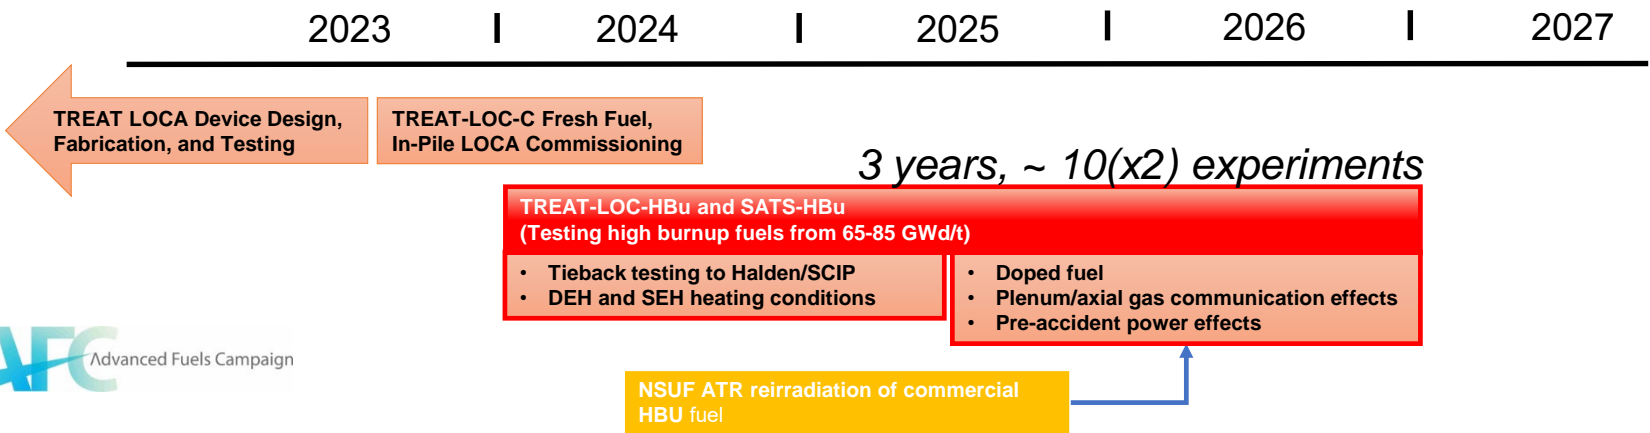 2023 | 2024 | 2025 | 2026 | 2027
TREAT LOCA Device Design,
Fabrication, and Testing
TREAT-LOC-C Fresh Fuel,
In-Pile LOCA Commissioning
3 years, ~ 10(x2) experiments
TREAT-LOC-HBu and SATS-HBu
(Testing high burnup fuels from 65-85 GWd/t)
• Tieback testing to Halden/SCIP
• DEH and SEH heating conditions
• Doped fuel
• Plenum/axial gas communication effects
• Pre-accident power effects
AFC Advanced Fuels Campaign
NSUF ATR reirradiation of commercial
HBU fuel